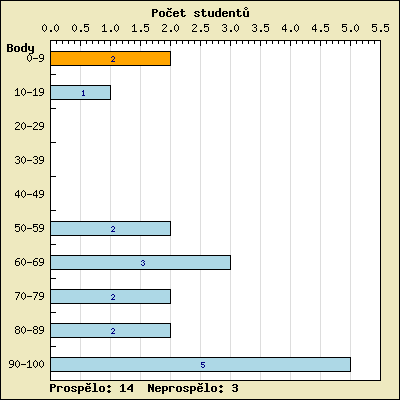 Počet studentů
0.0 0.5 1.0 1.5 2.0 2.5 3.0 3.5 4.0 4.5 5.0 5.5
Body
0-9 2
10-19 1
20-29
30-39
40-49
50-59 2
60-69 3
70-79 2
80-89 2
90-100 5
Prospělo: 14 Neprospělo: 3